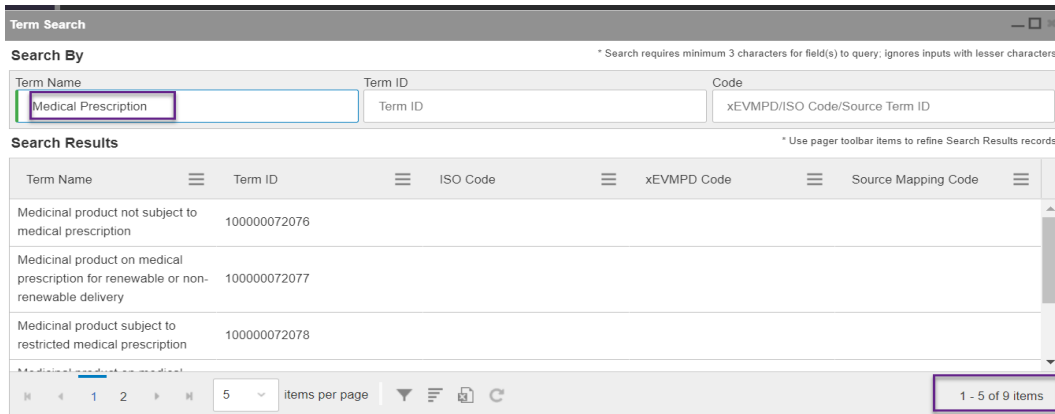 Term Search
Search By
* Search requires minimum 3 characters for field(s) to query; ignores inputs with lesser characters
Term Name Term ID Code
Medical Prescription Term ID xEVMPD/ISO Code/Source Term ID
Search Results
* Use pager toolbar items to refine Search Results records
Term Name Term ID ISO Code xEVMPD Code Source Mapping Code
Medicinal product not subject to
medical prescription
100000072076
Medicinal product on medical
prescription for renewable or non-
renewable delivery
100000072077
Medicinal product subject to
restricted medical prescription
100000072078
Medicinal product on medical
1 2 5 items per page 1 - 5 of 9 items